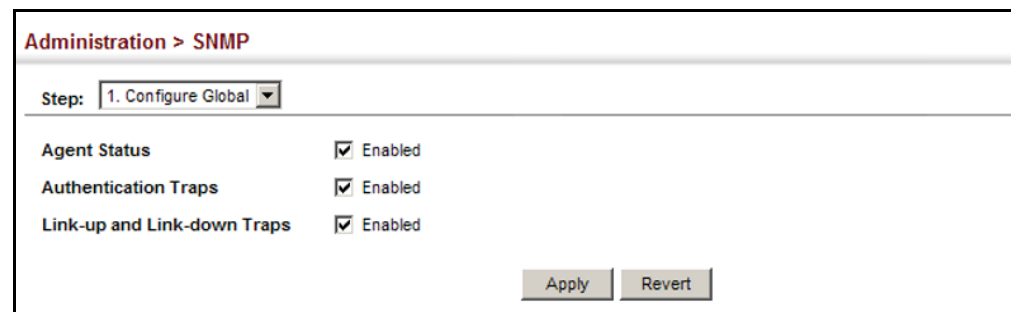 Administration > SNMP
Step: 1. Configure Global
Agent Status Enabled
Authentication Traps Enabled
Link-up and Link-down Traps Enabled
Apply Revert